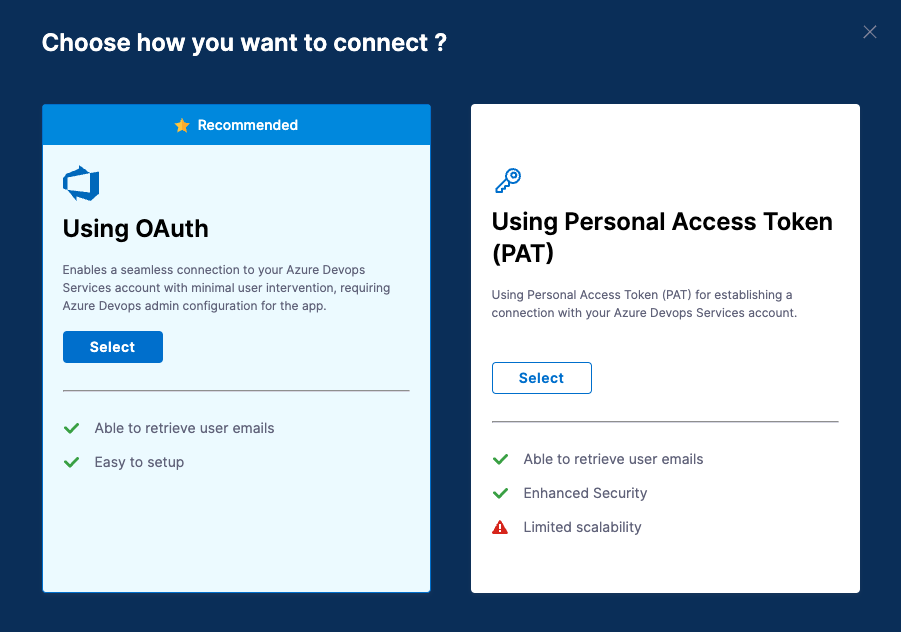 Choose how you want to connect ?
Recommended
Using OAuth
Enables a seamless connection to your Azure Devops
Services account with minimal user intervention, requiring
Azure Devops admin configuration for the app.
Select
Able to retrieve user emails
Easy to setup
Using Personal Access Token
(PAT)
Using Personal Access Token (PAT) for establishing a
connection with your Azure Devops Services account.
Select
Able to retrieve user emails
Enhanced Security
Limited scalability